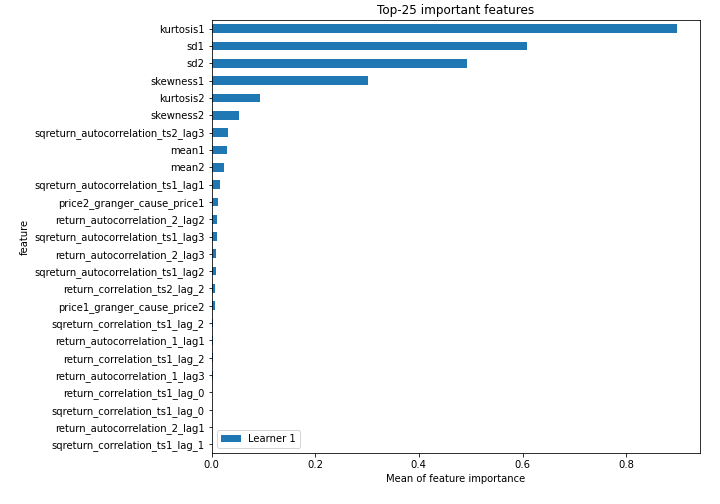 Top-25 important features
kurtosis1
sd1
sd2
skewness1
kurtosis2
skewness2
sqreturn_autocorrelation_ts2_lag3
mean1
mean2
sqreturn_autocorrelation_ts1_lag1
price2_granger_cause_price1
return_autocorrelation_2_lag2
sqreturn_autocorrelation_ts1_lag3
return_autocorrelation_2_lag3
sqreturn_autocorrelation_ts1_lag2
return_correlation_ts2_lag_2
price1_granger_cause_price2
sqreturn_correlation_ts1_lag_2
return_autocorrelation_1_lag1
return_correlation_ts1_lag_2
return_autocorrelation_1_lag3
return_correlation_ts1_lag_0
sqreturn_correlation_ts1_lag_0
return_autocorrelation_2_lag1
sqreturn_correlation_ts1_lag_1
feature
Learner 1
0.0 0.2 0.4 0.6 0.8
Mean of feature importance